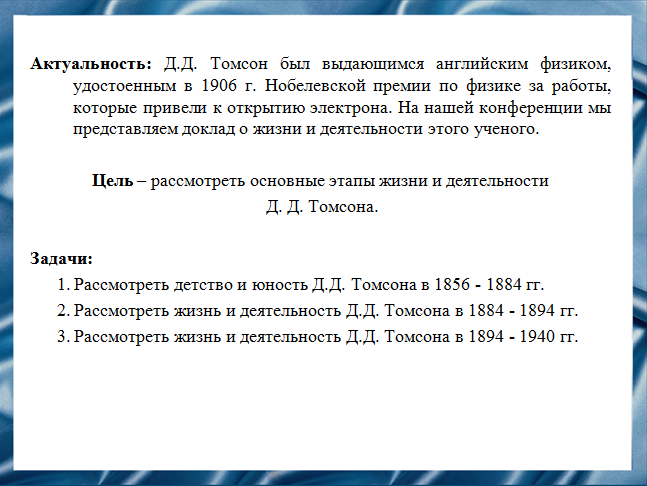 Актуальность: Д.Д. Томсон был выдающимся английским физиком,
удостоенным в 1906 г. Нобелевской премии по физике за работы,
которые привели к открытию электрона. На нашей конференции мы
представляем доклад о жизни и деятельности этого ученого.
Цель – рассмотреть основные этапы жизни и деятельности
Д. Д. Томсона.
Задачи:
1. Рассмотреть детство и юность Д.Д. Томсона в 1856 - 1884 гг.
2. Рассмотреть жизнь и деятельность Д.Д. Томсона в 1884 - 1894 гг.
3. Рассмотреть жизнь и деятельность Д.Д. Томсона в 1894 - 1940 гг.